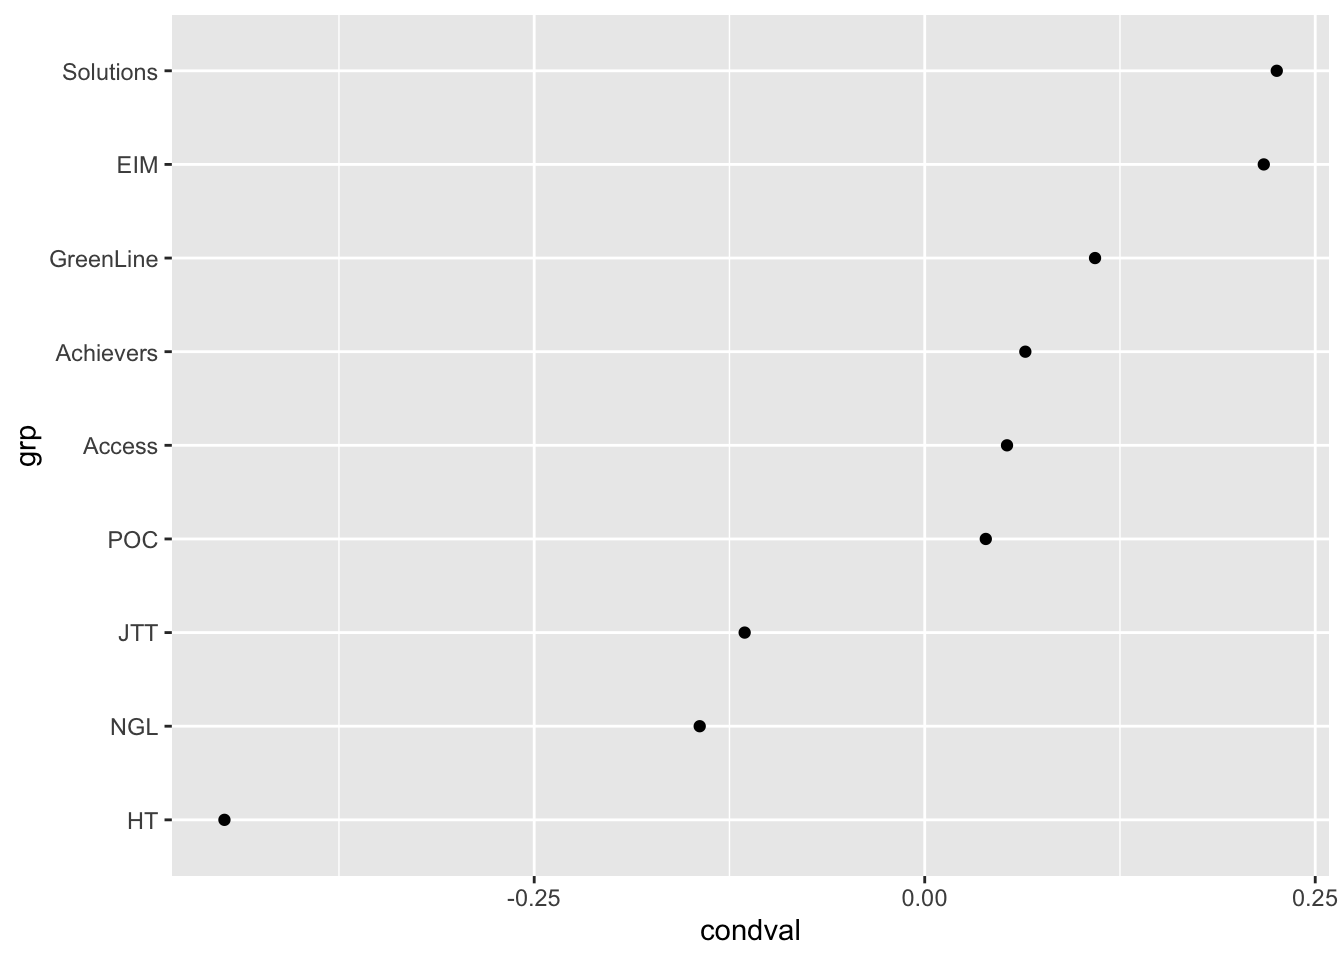 Solutions
EIM
GreenLine
Achievers
Access
POC
JTT
NGL
HT
grp
-0.25 0.00 0.25
condval